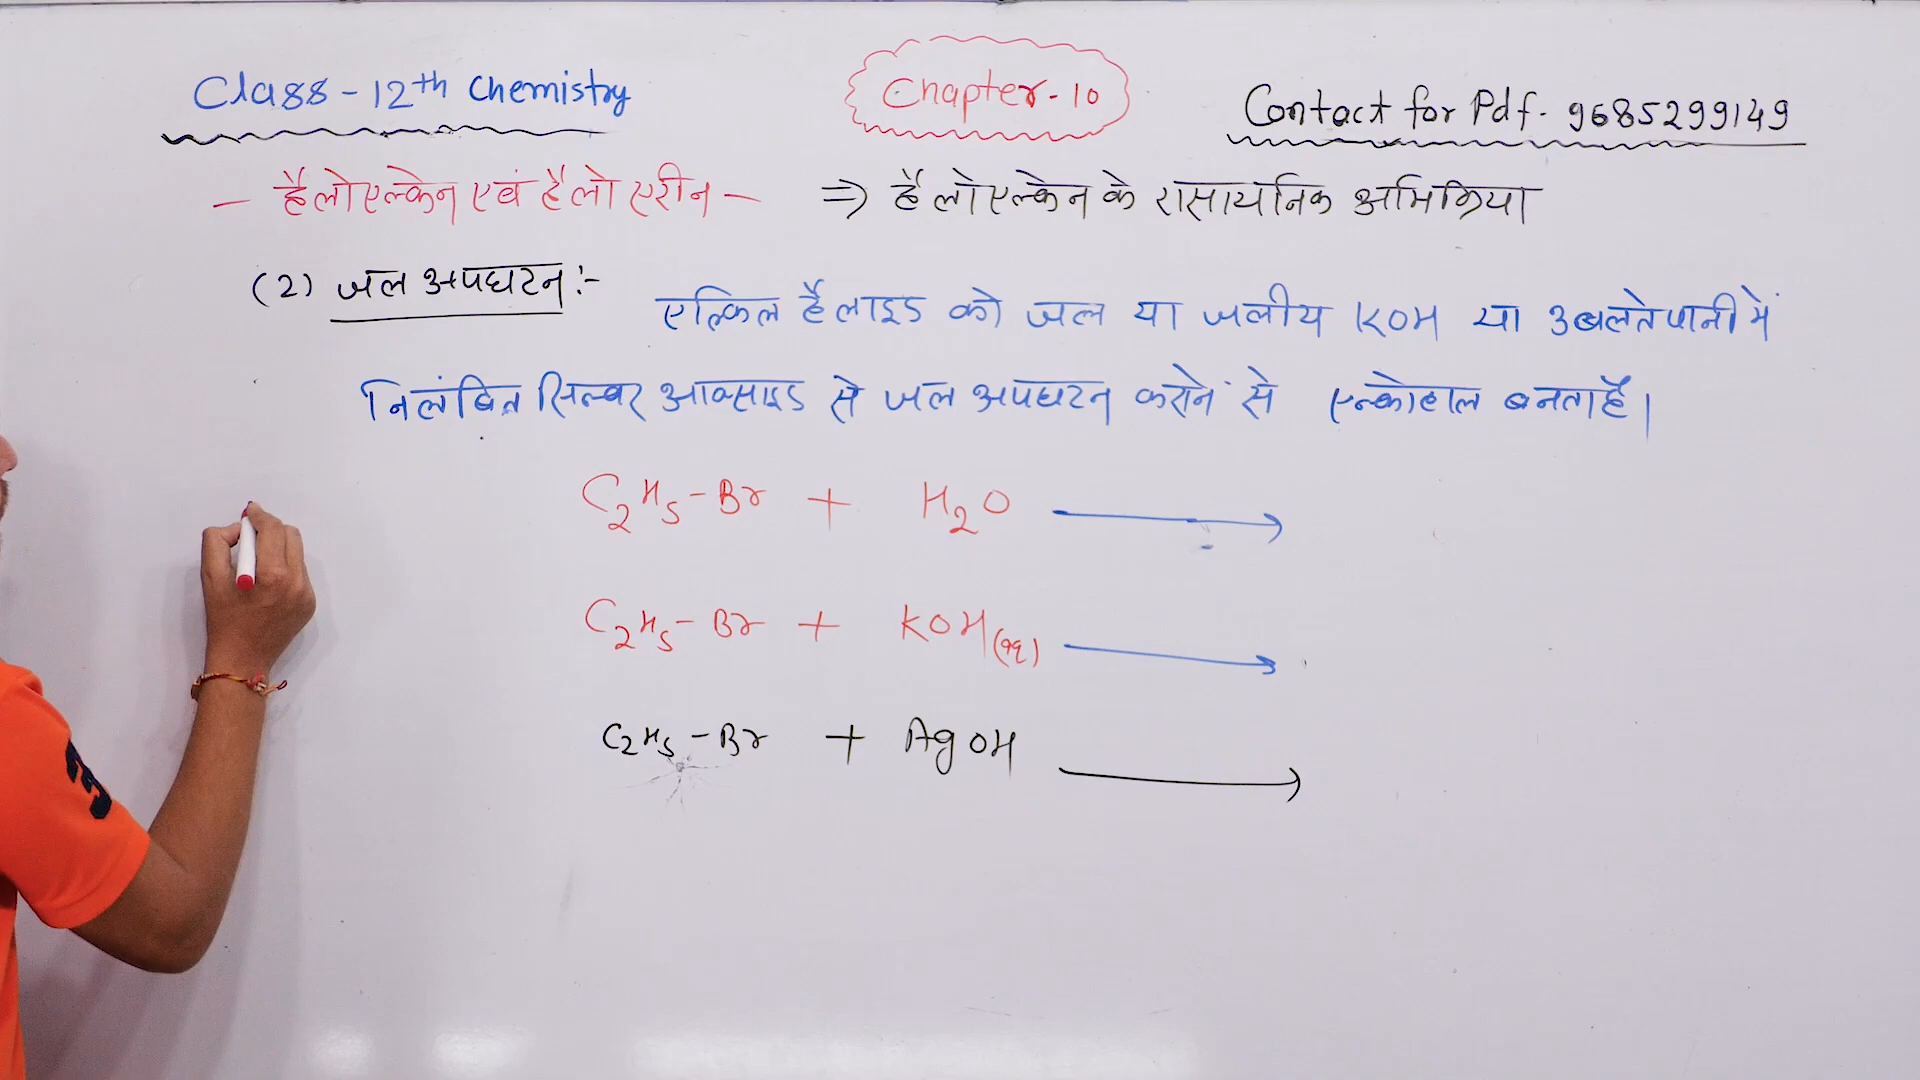 Class - 12th Chemistry
Chapter - 10
Contact for Pdf - 9685299149
- हैलोएल्केन एवं हैलोएरीन -
⇒ हैलोएल्केन के रासायनिक अभिक्रिया
(2) जल अपघटन :-
एल्किल हैलाइड को जल या जलीय KOH या उबलते पानी में
निलंबित सिल्वर आक्साइड से जल अपघटन कराने से एल्कोहाल बनता है।
C₂H₅-Br + H₂O ⟶
C₂H₅-Br + KOH(aq) ⟶
C₂H₅-Br + AgOH ⟶
3